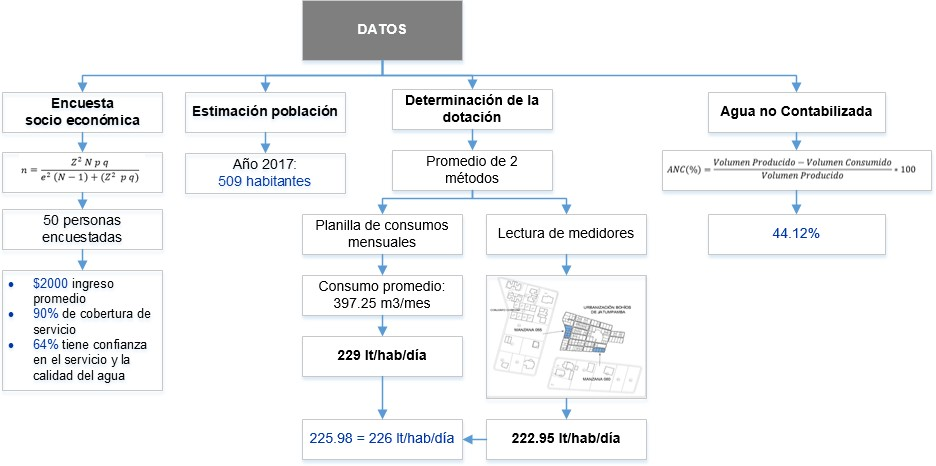 DATOS
Encuesta
socio económica
n = Z² N p q / e² (N − 1) + (Z² p q)
50 personas
encuestadas
• $2000 ingreso
promedio
• 90% de cobertura de
servicio
• 64% tiene confianza
en el servicio y la
calidad del agua
Estimación población
Año 2017:
509 habitantes
Determinación de la
dotación
Promedio de 2
métodos
Planilla de consumos
mensuales
Consumo promedio:
397.25 m3/mes
229 lt/hab/día
225.98 = 226 lt/hab/día
Lectura de medidores
URBANIZACIÓN BOHÍOS
DE JATUMPAMBA
MANZANA 005
MANZANA 095
222.95 lt/hab/día
Agua no Contabilizada
ANC(%) = Volumen Producido − Volumen Consumido / Volumen Producido * 100
44.12%